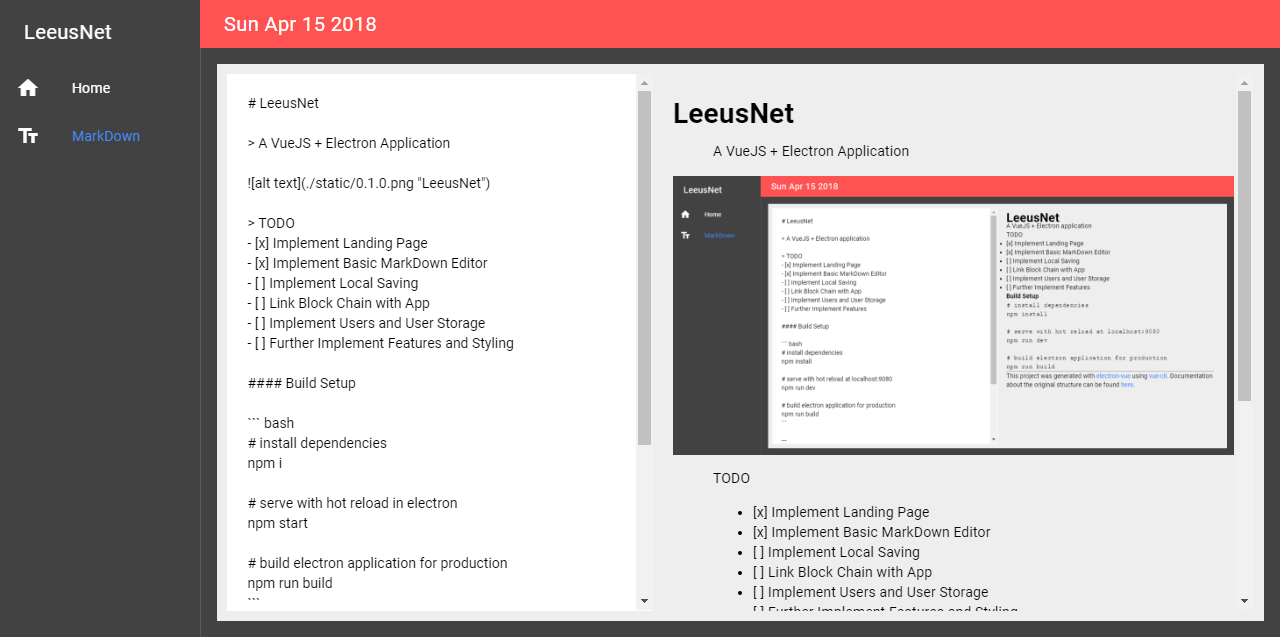 LeeusNet
Sun Apr 15 2018
Home
MarkDown
# LeeusNet
> A VueJS + Electron Application
![alt text](./static/0.1.0.png "LeeusNet")
> TODO
- [x] Implement Landing Page
- [x] Implement Basic MarkDown Editor
- [ ] Implement Local Saving
- [ ] Link Block Chain with App
- [ ] Implement Users and User Storage
- [ ] Further Implement Features and Styling
#### Build Setup
``` bash
# install dependencies
npm i
# serve with hot reload in electron
npm start
# build electron application for production
npm run build
```
LeeusNet
A VueJS + Electron Application
LeeusNet
Sun Apr 15 2018
Home
MarkDown
# LeeusNet
> A VueJS + Electron application
> TODO
- [x] Implement Landing Page
- [x] Implement Basic MarkDown Editor
- [ ] Implement Local Saving
- [ ] Link Block Chain with App
- [ ] Implement Users and User Storage
- [ ] Further Implement Features
#### Build Setup
``` bash
# install dependencies
npm install
# serve with hot reload at localhost:9080
npm run dev
# build electron application for production
npm run build
```
LeeusNet
A VueJS + Electron application
TODO
[x] Implement Landing Page
[x] Implement Basic MarkDown Editor
[ ] Implement Local Saving
[ ] Link Block Chain with App
[ ] Implement Users and User Storage
[ ] Further Implement Features
Build Setup
# install dependencies
npm install
# serve with hot reload at localhost:9080
npm run dev
# build electron application for production
npm run build
This project was generated with electron-vue using vue-cli. Documentation
about the original structure can be found here.
TODO
[x] Implement Landing Page
[x] Implement Basic MarkDown Editor
[ ] Implement Local Saving
[ ] Link Block Chain with App
[ ] Implement Users and User Storage
[ ] Further Implement Features and Styling